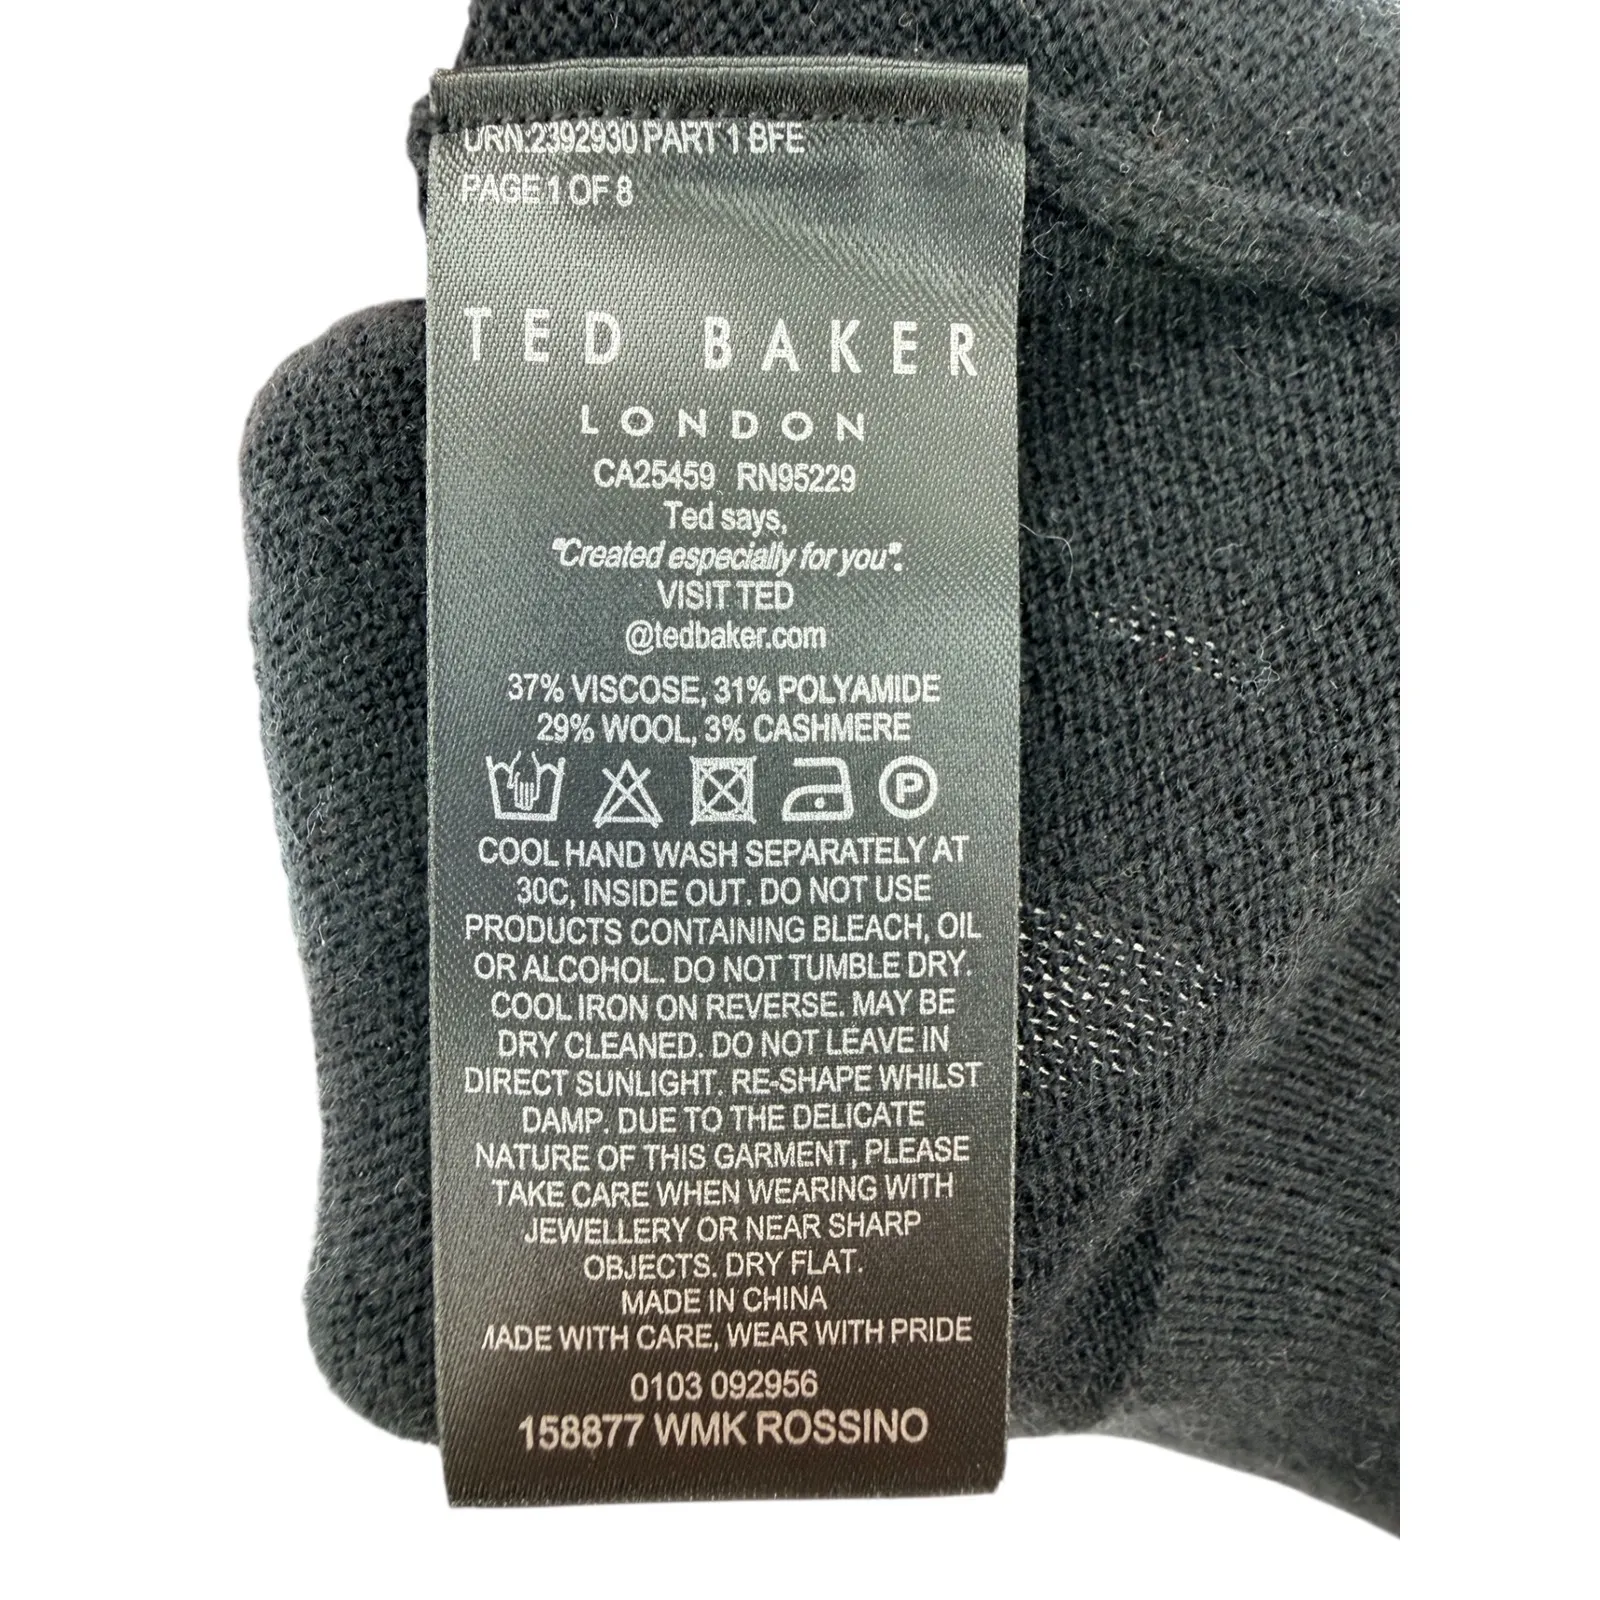 URN:2392930 PART 1 BFE
PAGE 1 OF 8
TED BAKER
LONDON
CA25459 RN95229
Ted says,
"Created especially for you".
VISIT TED
@tedbaker.com
37% VISCOSE, 31% POLYAMIDE
29% WOOL, 3% CASHMERE
P
COOL HAND WASH SEPARATELY AT
30C, INSIDE OUT. DO NOT USE
PRODUCTS CONTAINING BLEACH, OIL
OR ALCOHOL. DO NOT TUMBLE DRY.
COOL IRON ON REVERSE. MAY BE
DRY CLEANED. DO NOT LEAVE IN
DIRECT SUNLIGHT. RE-SHAPE WHILST
DAMP. DUE TO THE DELICATE
NATURE OF THIS GARMENT, PLEASE
TAKE CARE WHEN WEARING WITH
JEWELLERY OR NEAR SHARP
OBJECTS. DRY FLAT.
MADE IN CHINA
MADE WITH CARE, WEAR WITH PRIDE
0103 092956
158877 WMK ROSSINO